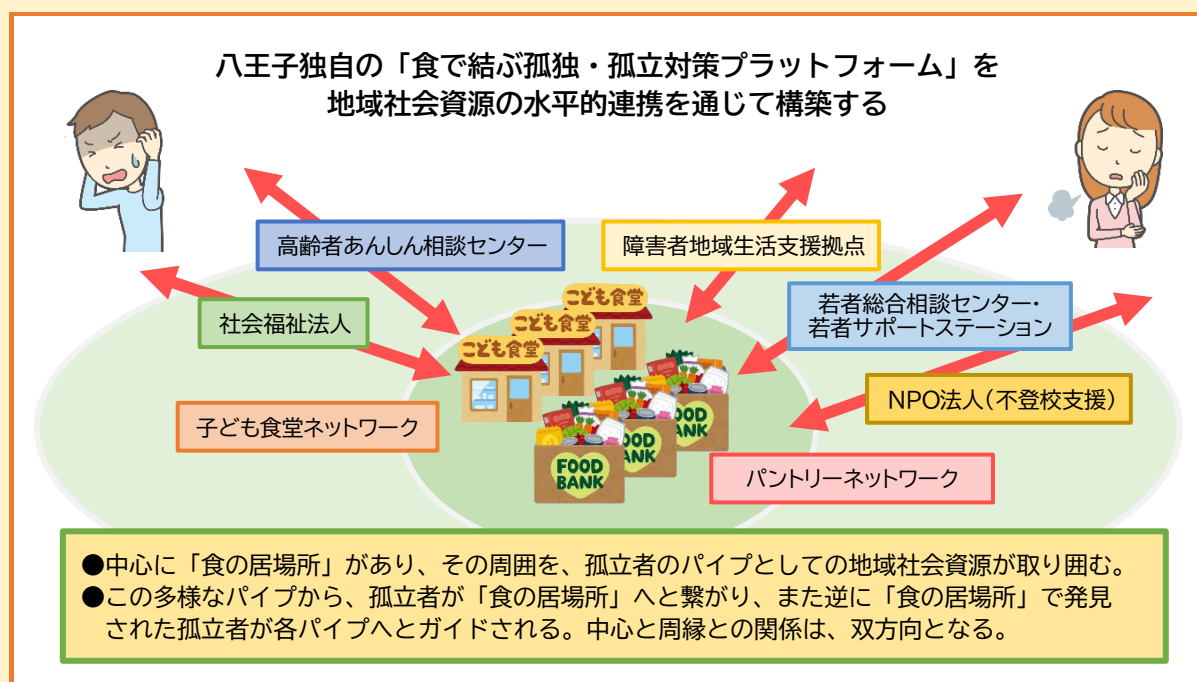 八王子独自の「食で結ぶ孤独・孤立対策プラットフォーム」を
地域社会資源の水平的連携を通じて構築する
高齢者あんしん相談センター
障害者地域生活支援拠点
社会福祉法人
若者総合相談センター・
若者サポートステーション
こども食堂
こども食堂
こども食堂
NPO法人（不登校支援）
子ども食堂ネットワーク
FOOD
BANK
FOOD
BANK
FOOD
BANK
パントリーネットワーク
●中心に「食の居場所」があり、その周囲を、孤立者のパイプとしての地域社会資源が取り囲む。
●この多様なパイプから、孤立者が「食の居場所」へと繋がり、また逆に「食の居場所」で発見
された孤立者が各パイプへとガイドされる。中心と周縁との関係は、双方向となる。